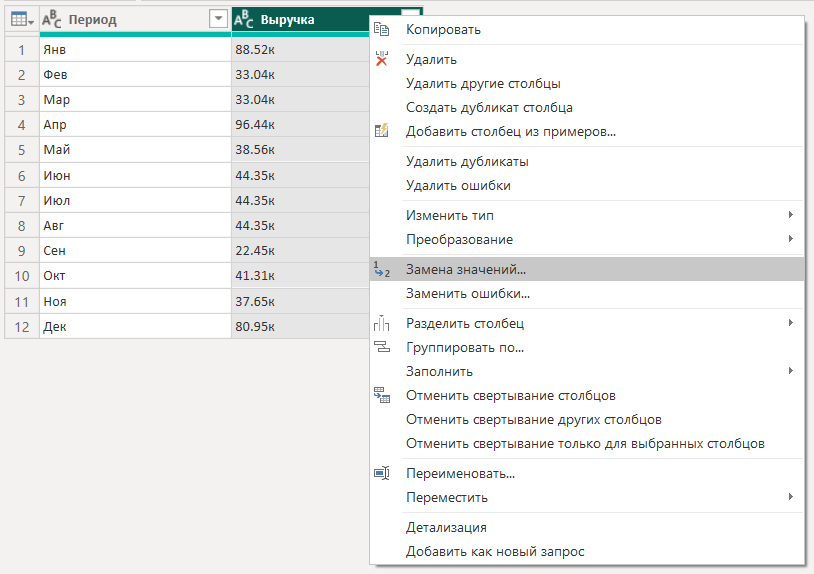 ABC Период ABC Выручка
1 Янв 88.52к
2 Фев 33.04к
3 Мар 33.04к
4 Апр 96.44к
5 Май 38.56к
6 Июн 44.35к
7 Июл 44.35к
8 Авг 44.35к
9 Сен 22.45к
10 Окт 41.31к
11 Ноя 37.65к
12 Дек 80.95к
Копировать
Удалить
Удалить другие столбцы
Создать дубликат столбца
Добавить столбец из примеров...
Удалить дубликаты
Удалить ошибки
Изменить тип
Преобразование
1 2 Замена значений...
Заменить ошибки...
Разделить столбец
Группировать по...
Заполнить
Отменить свертывание столбцов
Отменить свертывание других столбцов
Отменить свертывание только для выбранных столбцов
Переименовать...
Переместить
Детализация
Добавить как новый запрос